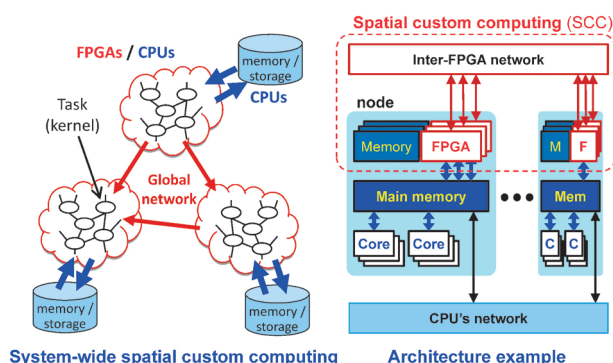 FPGAs / CPUs
memory /
storage
CPUs
Task
(kernel)
Global
network
memory /
storage
memory /
storage
System-wide spatial custom computing
Spatial custom computing (SCC)
Inter-FPGA network
node
Memory
FPGA
M
F
Main memory
Mem
Core
Core
C
C
CPU's network
Architecture example